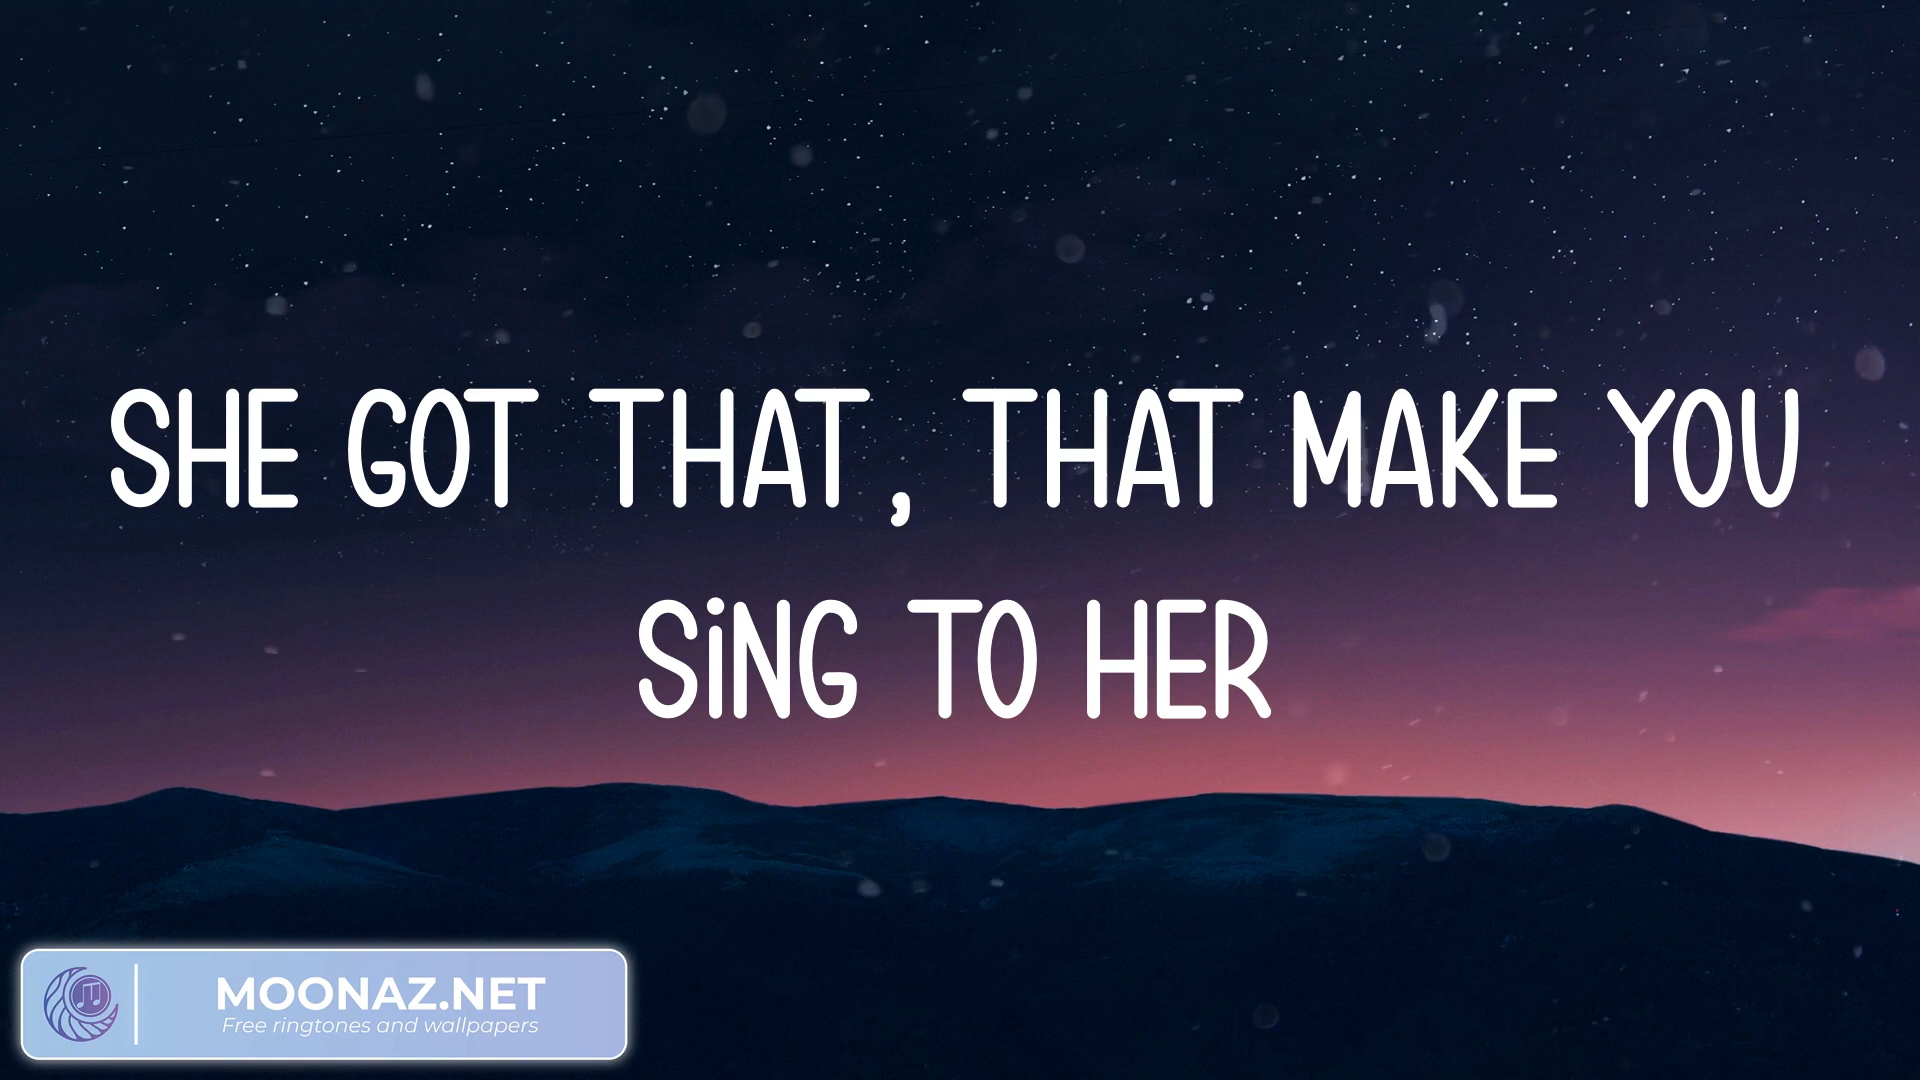 SHE GOT THAT, THAT MAKE YOU
SiNG TO HER
MOONAZ.NET
Free ringtones and wallpapers